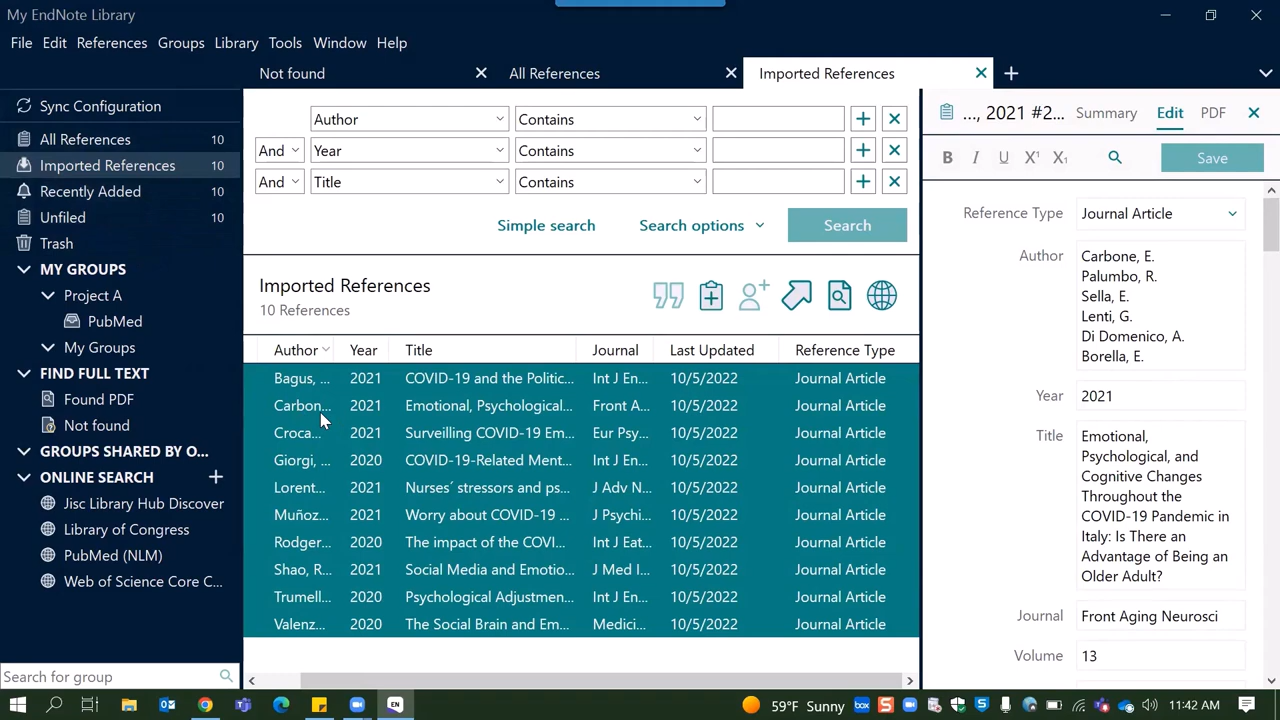 My EndNote Library
File Edit References Groups Library Tools Window Help
Not found
All References
Imported References
Sync Configuration
All References 10
Imported References 10
Recently Added 10
Unfiled 10
Trash
MY GROUPS
Project A
PubMed
My Groups
FIND FULL TEXT
Found PDF
Not found
GROUPS SHARED BY O...
ONLINE SEARCH
Jisc Library Hub Discover
Library of Congress
PubMed (NLM)
Web of Science Core C...
Search for group
Author Contains
And Year Contains
And Title Contains
Simple search Search options Search
Imported References
10 References
Author Year Title Journal Last Updated Reference Type
Bagus, ... 2021 COVID-19 and the Politic... Int J En... 10/5/2022 Journal Article
Carbon... 2021 Emotional, Psychological... Front A... 10/5/2022 Journal Article
Croca... 2021 Surveilling COVID-19 Em... Eur Psy... 10/5/2022 Journal Article
Giorgi, ... 2020 COVID-19-Related Ment... Int J En... 10/5/2022 Journal Article
Lorent... 2021 Nurses´ stressors and ps... J Adv N... 10/5/2022 Journal Article
Muñoz... 2021 Worry about COVID-19 ... J Psychi... 10/5/2022 Journal Article
Rodger... 2020 The impact of the COVI... Int J Eat... 10/5/2022 Journal Article
Shao, R... 2021 Social Media and Emotio... J Med I... 10/5/2022 Journal Article
Trumell... 2020 Psychological Adjustmen... Int J En... 10/5/2022 Journal Article
Valenz... 2020 The Social Brain and Em... Medici... 10/5/2022 Journal Article
..., 2021 #2... Summary Edit PDF
B I U X¹ X₁ Save
Reference Type Journal Article
Author Carbone, E.
Palumbo, R.
Sella, E.
Lenti, G.
Di Domenico, A.
Borella, E.
Year 2021
Title Emotional,
Psychological, and
Cognitive Changes
Throughout the
COVID-19 Pandemic in
Italy: Is There an
Advantage of Being an
Older Adult?
Journal Front Aging Neurosci
Volume 13
EN
59°F Sunny
11:42 AM